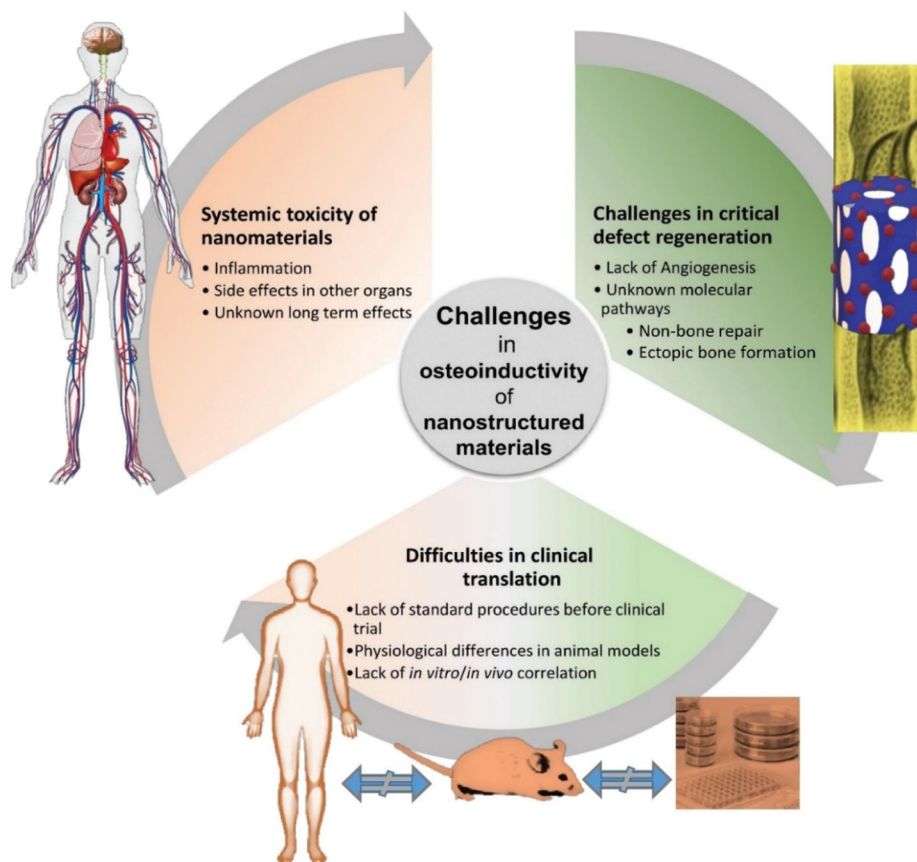 Systemic toxicity of
nanomaterials
• Inflammation
• Side effects in other organs
• Unknown long term effects
Challenges in critical
defect regeneration
• Lack of Angiogenesis
• Unknown molecular
pathways
• Non-bone repair
• Ectopic bone formation
Challenges
in
osteoinductivity
of
nanostructured
materials
Difficulties in clinical
translation
•Lack of standard procedures before clinical
trial
•Physiological differences in animal models
•Lack of in vitro/in vivo correlation